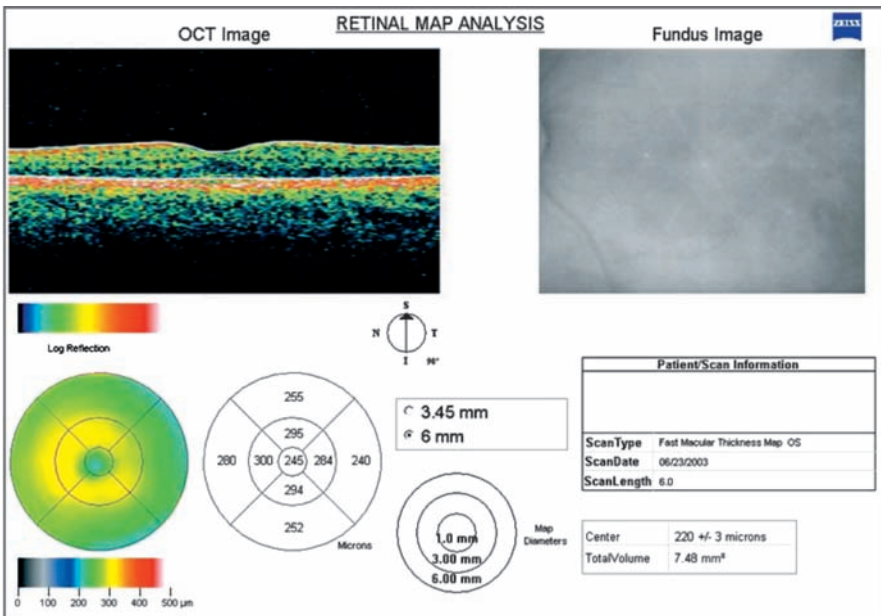 RETINAL MAP ANALYSIS
OCT Image
Fundus Image
ZEISS
Log Reflection
S
N T
I 90°
255
295
280 300 245 284 240
294
252
Microns
3.45 mm
6 mm
1.0 mm
3.00 mm
6.00 mm
Map
Diameters
Patient/Scan Information
ScanType Fast Macular Thickness Map OS
ScanDate 06/23/2003
ScanLength 6.0
Center 220 +/- 3 microns
TotalVolume 7.48 mm³
0 100 200 300 400 500 µm